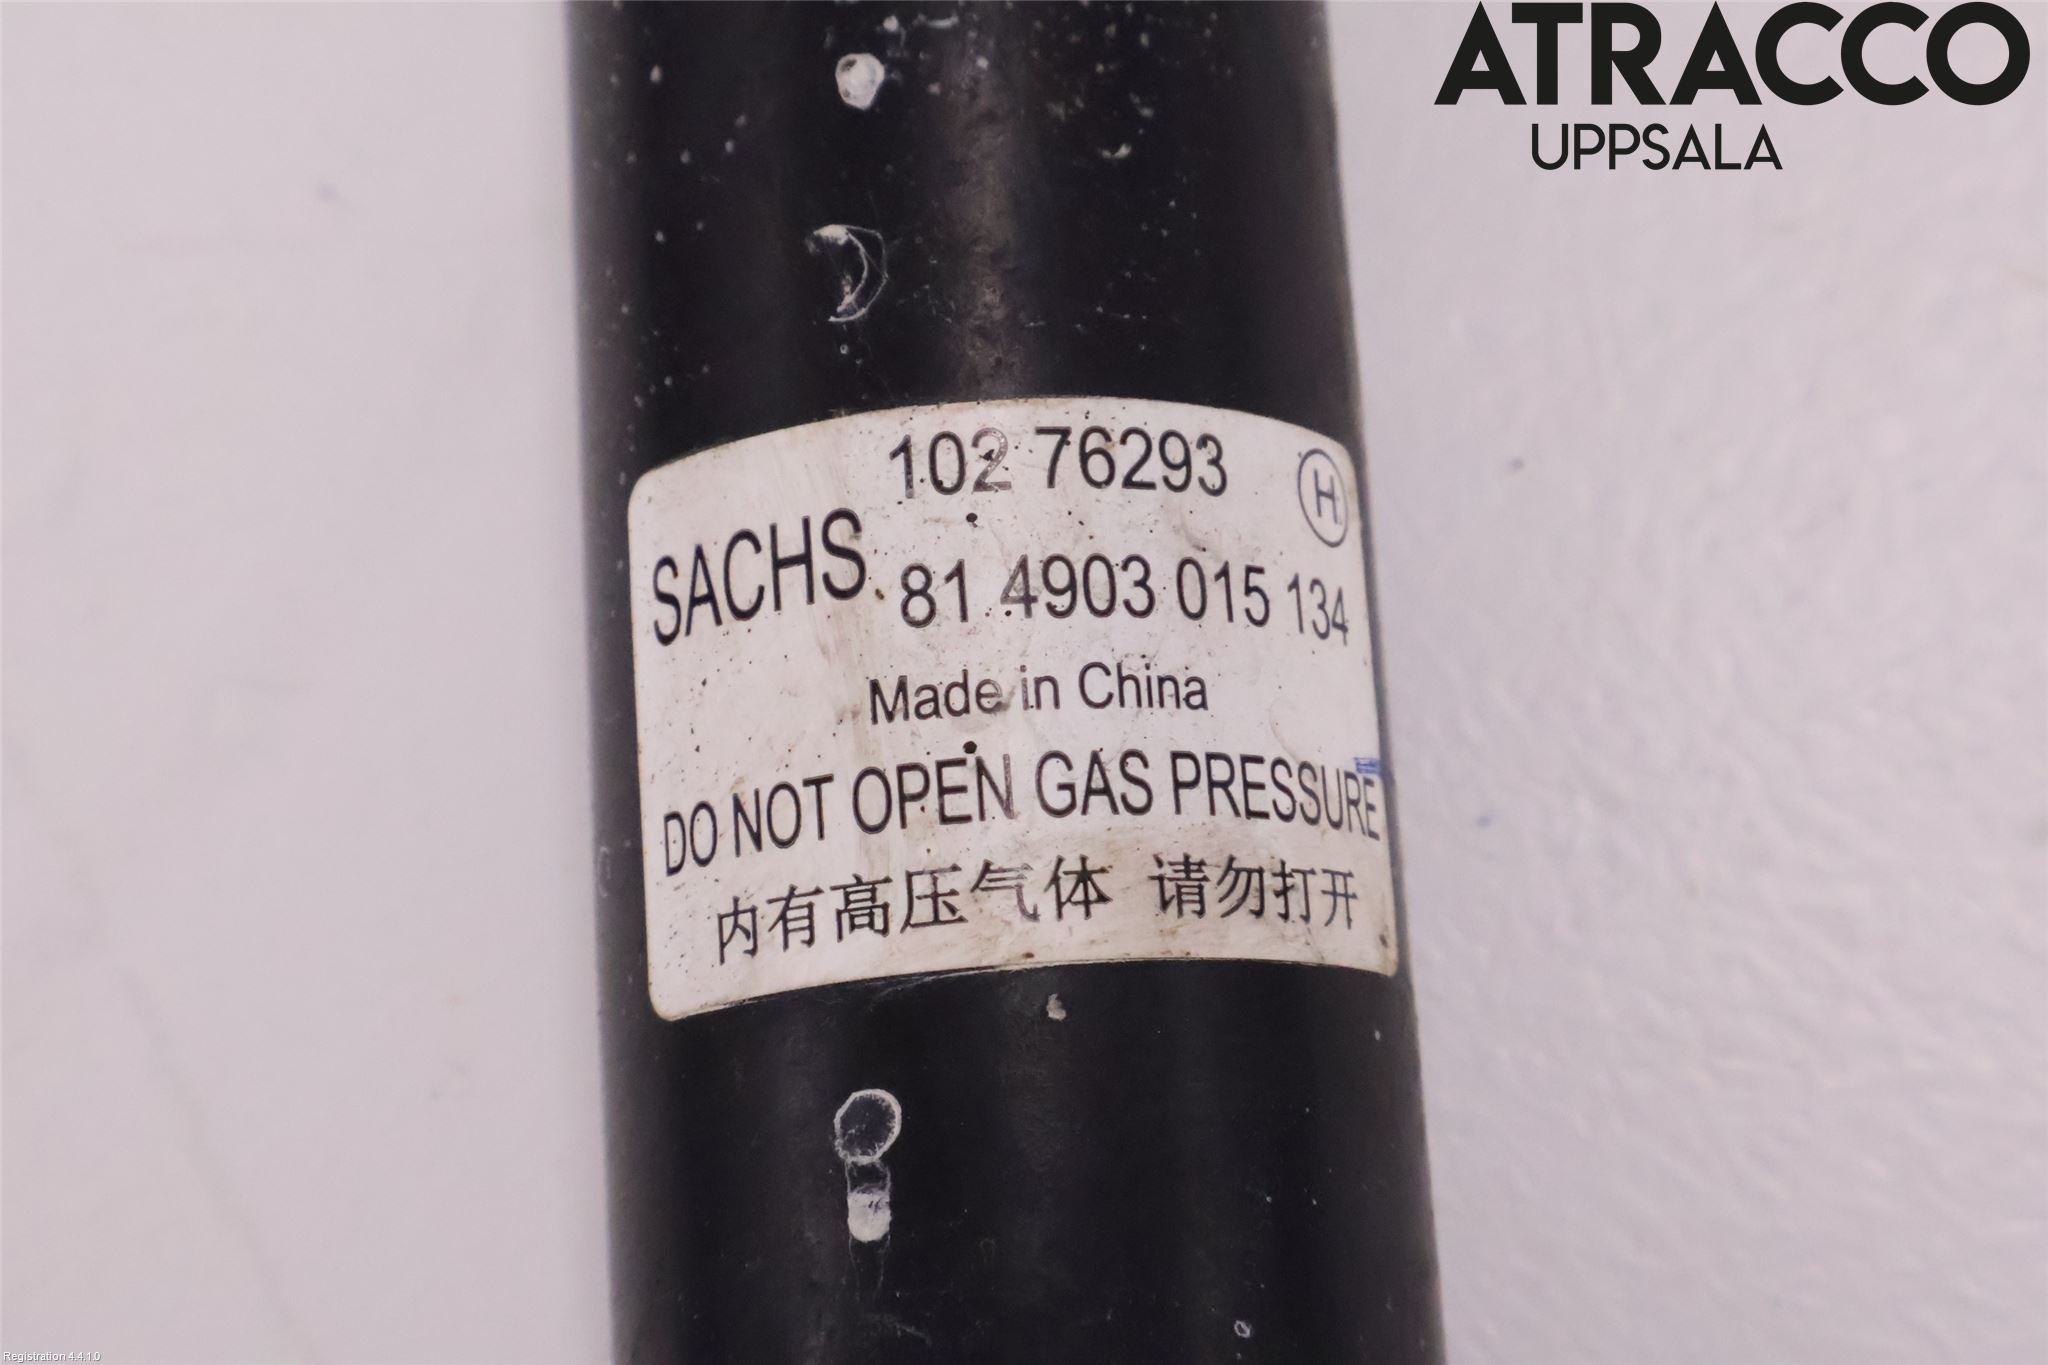 ATRACCO
UPPSALA
102 76293
H
SACHS 81 4903 015 134
Made in China
DO NOT OPEN GAS PRESSURE
内有高压气体 请勿打开
Registration 4.4.1.0